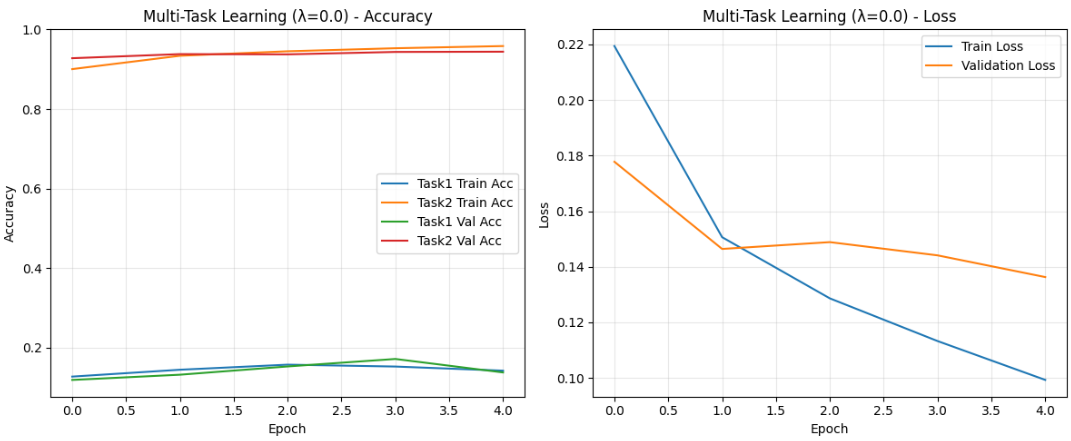 Multi-Task Learning (λ=0.0) - Accuracy
Accuracy
1.0
0.8
0.6
0.4
0.2
Task1 Train Acc
Task2 Train Acc
Task1 Val Acc
Task2 Val Acc
0.0 0.5 1.0 1.5 2.0 2.5 3.0 3.5 4.0
Epoch
Multi-Task Learning (λ=0.0) - Loss
Loss
0.22
0.20
0.18
0.16
0.14
0.12
0.10
Train Loss
Validation Loss
0.0 0.5 1.0 1.5 2.0 2.5 3.0 3.5 4.0
Epoch